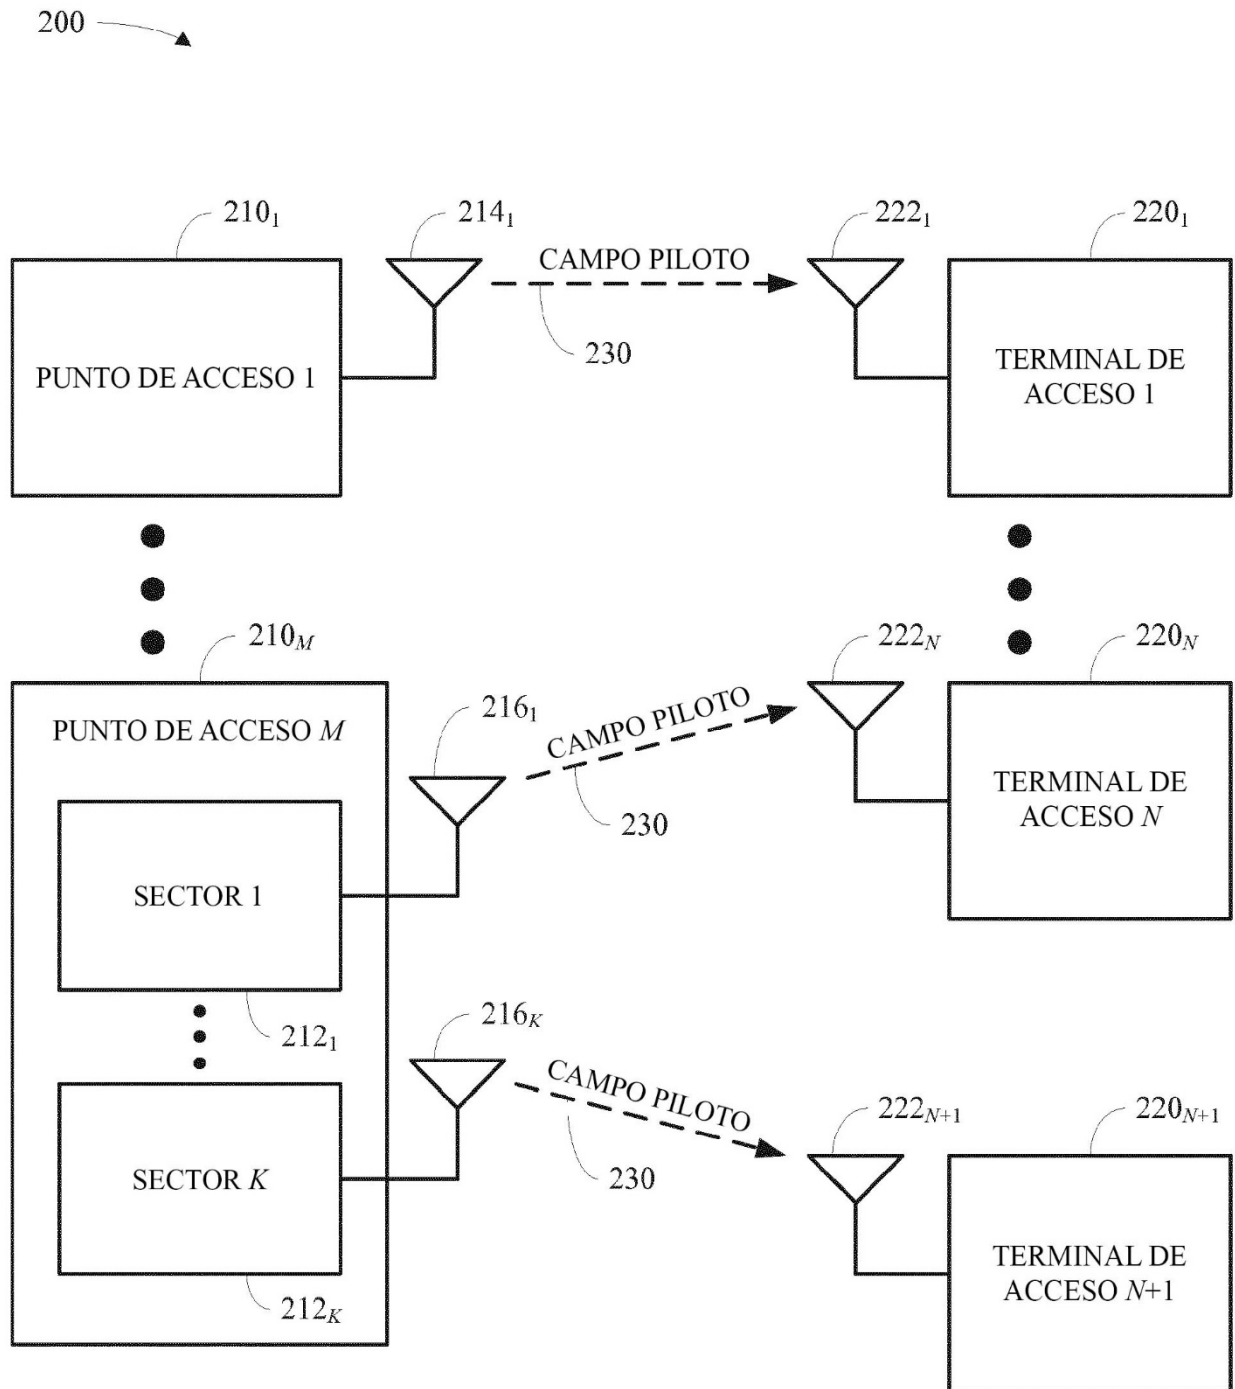 200
210₁
214₁
222₁
220₁
CAMPO PILOTO
230
PUNTO DE ACCESO 1
TERMINAL DE
ACCESO 1
210M
222N
220N
PUNTO DE ACCESO M
216₁
CAMPO PILOTO
230
TERMINAL DE
ACCESO N
SECTOR 1
212₁
216K
CAMPO PILOTO
230
222N+1
220N+1
SECTOR K
212K
TERMINAL DE
ACCESO N+1